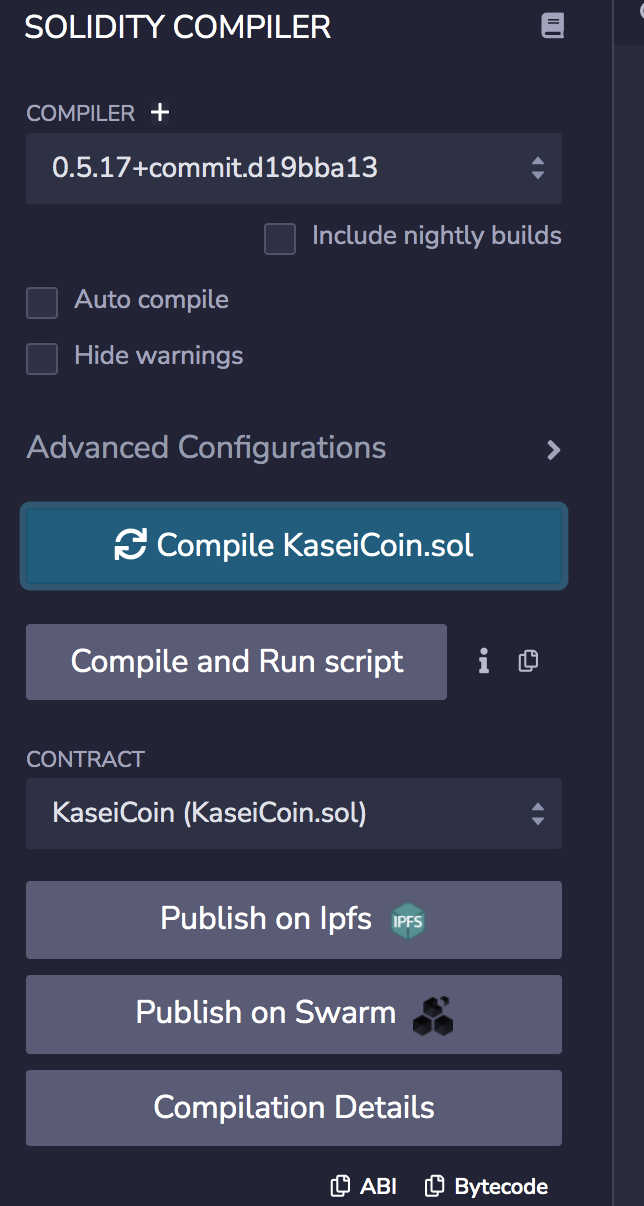 SOLIDITY COMPILER
COMPILER +
0.5.17+commit.d19bba13
Include nightly builds
Auto compile
Hide warnings
Advanced Configurations
Compile KaseiCoin.sol
Compile and Run script
CONTRACT
KaseiCoin (KaseiCoin.sol)
Publish on Ipfs IPFS
Publish on Swarm
Compilation Details
ABI Bytecode